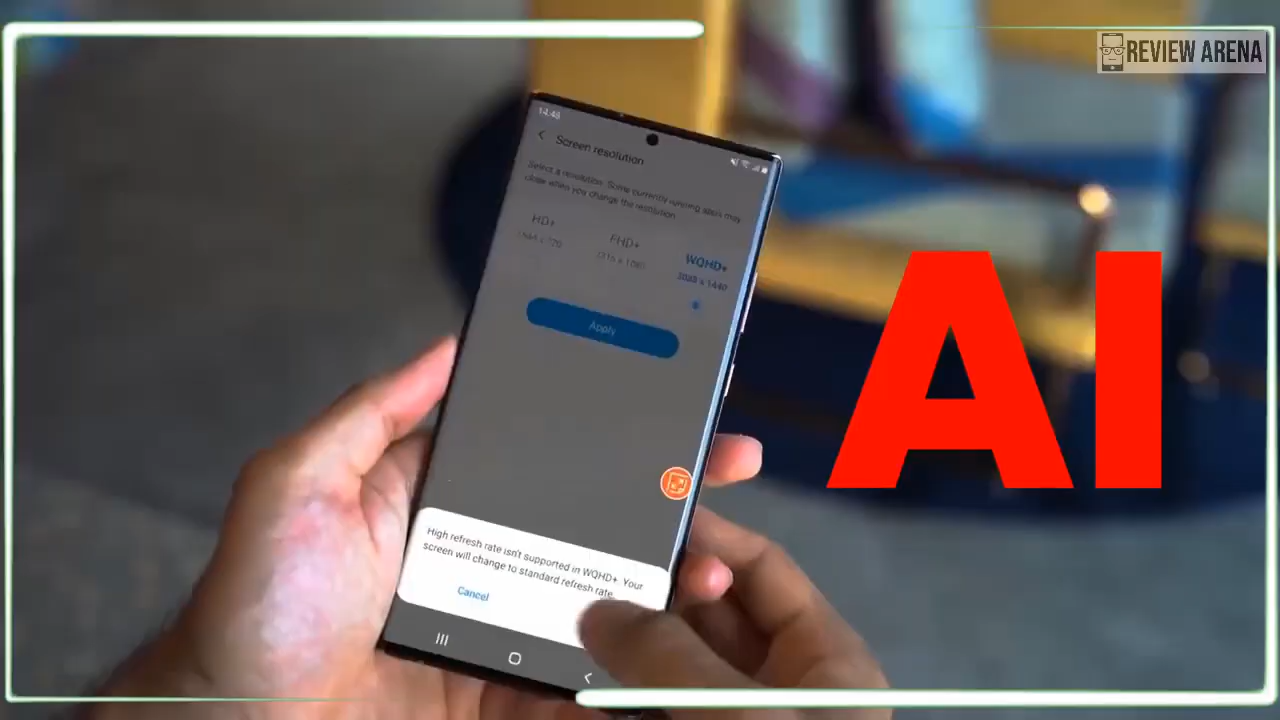 REVIEW ARENA
14:48
Screen resolution
Select a resolution. Some currently running apps may
close when you change the resolution.
HD+
FHD+
WQHD+
3088 x 1440
Apply
AI
High refresh rate isn't supported in WQHD+. Your
screen will change to standard refresh rate.
Cancel